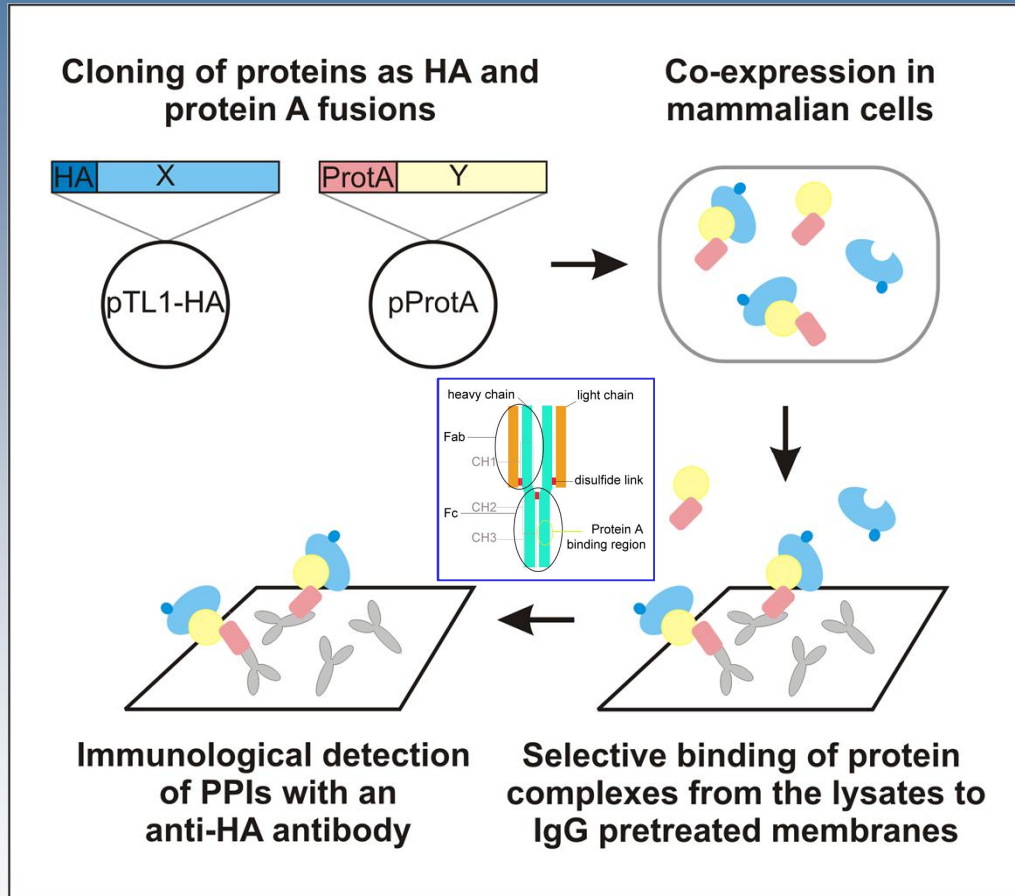 Cloning of proteins as HA and
protein A fusions
HA X
ProtA Y
pTL1-HA
pProtA
Co-expression in
mammalian cells
heavy chain
light chain
Fab
CH1
disulfide link
Fc
CH2
CH3
Protein A
binding region
Immunological detection
of PPIs with an
anti-HA antibody
Selective binding of protein
complexes from the lysates to
IgG pretreated membranes